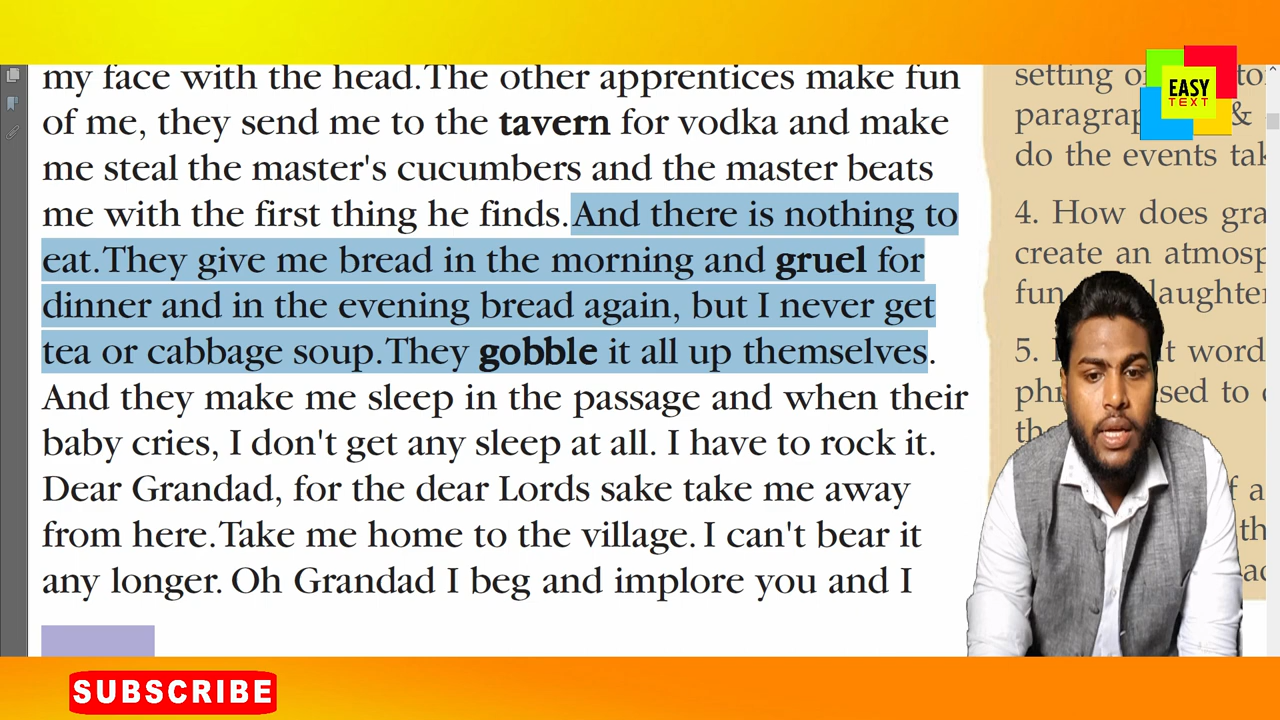 my face with the head. The other apprentices make fun
of me, they send me to the tavern for vodka and make
me steal the master's cucumbers and the master beats
me with the first thing he finds. And there is nothing to
eat. They give me bread in the morning and gruel for
dinner and in the evening bread again, but I never get
tea or cabbage soup. They gobble it all up themselves.
And they make me sleep in the passage and when their
baby cries, I don't get any sleep at all. I have to rock it.
Dear Grandad, for the dear Lords sake take me away
from here. Take me home to the village. I can't bear it
any longer. Oh Grandad I beg and implore you and I
setting
paragrap &
do the events
4. How does
create an
5.
sed to
EASY
TEXT
SUBSCRIBE